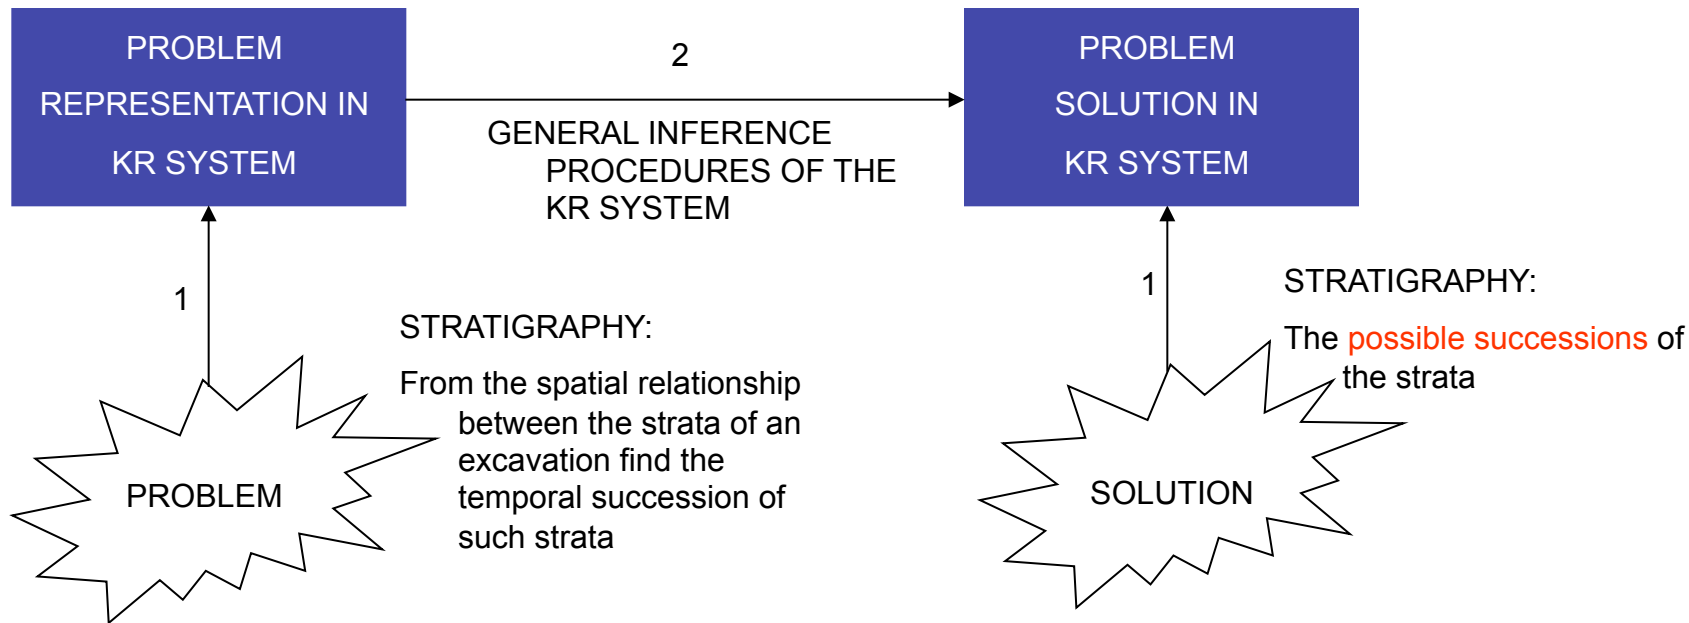 PROBLEM
REPRESENTATION IN
KR SYSTEM
2
GENERAL INFERENCE
PROCEDURES OF THE
KR SYSTEM
PROBLEM
SOLUTION IN
KR SYSTEM
1
STRATIGRAPHY:
From the spatial relationship
between the strata of an
excavation find the
temporal succession of
such strata
PROBLEM
1
STRATIGRAPHY:
The possible successions of
the strata
SOLUTION